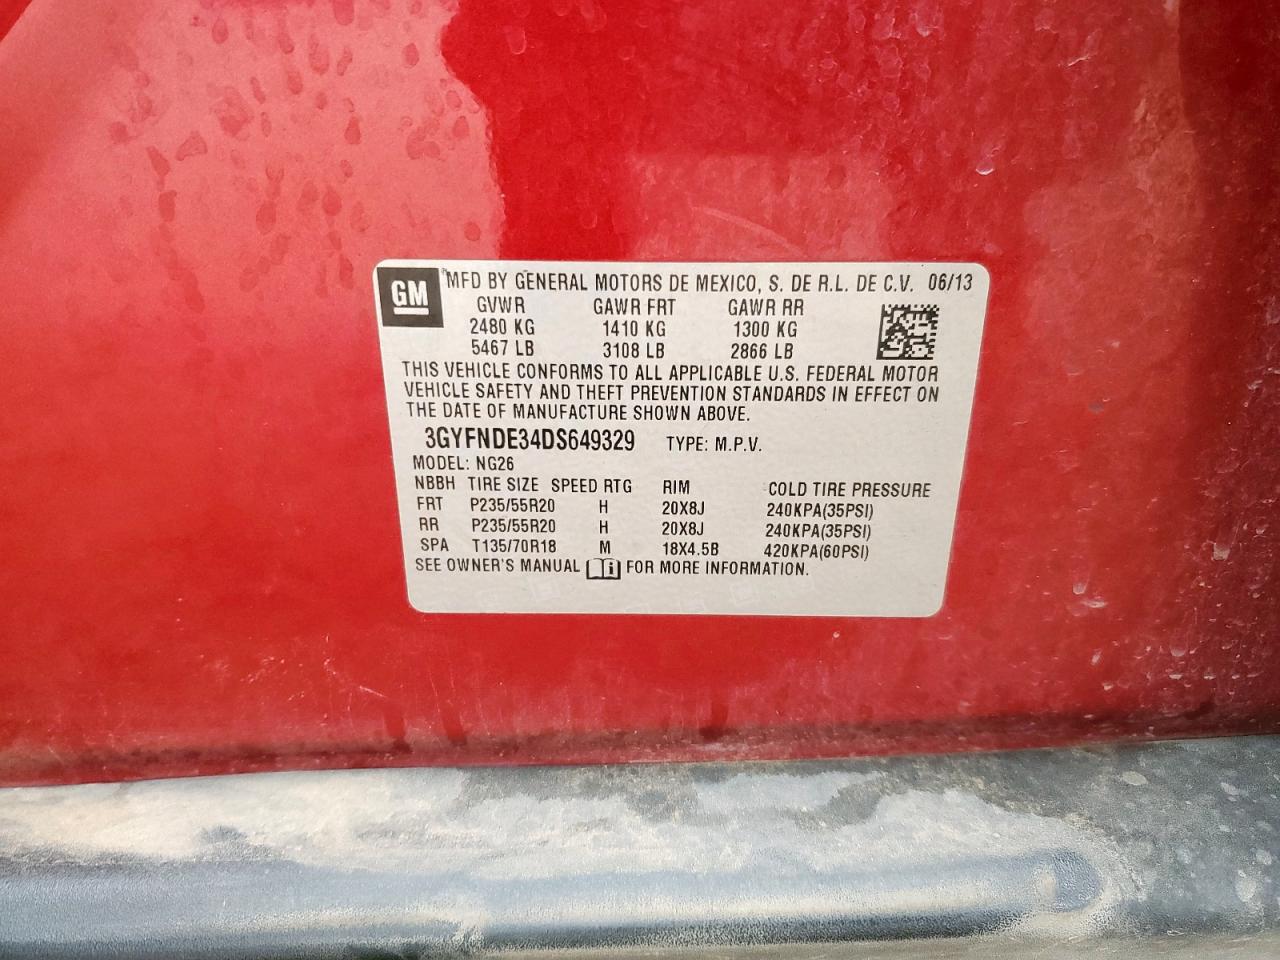 GM MFD BY GENERAL MOTORS DE MEXICO, S. DE R.L. DE C.V. 06/13
GVWR GAWR FRT GAWR RR
2480 KG 1410 KG 1300 KG
5467 LB 3108 LB 2866 LB
THIS VEHICLE CONFORMS TO ALL APPLICABLE U.S. FEDERAL MOTOR
VEHICLE SAFETY AND THEFT PREVENTION STANDARDS IN EFFECT ON
THE DATE OF MANUFACTURE SHOWN ABOVE.
3GYFNDE34DS649329 TYPE: M.P.V.
MODEL: NG26
NBBH TIRE SIZE SPEED RTG RIM COLD TIRE PRESSURE
FRT P235/55R20 H 20X8J 240KPA(35PSI)
RR P235/55R20 H 20X8J 240KPA(35PSI)
SPA T135/70R18 M 18X4.5B 420KPA(60PSI)
SEE OWNER'S MANUAL i FOR MORE INFORMATION.